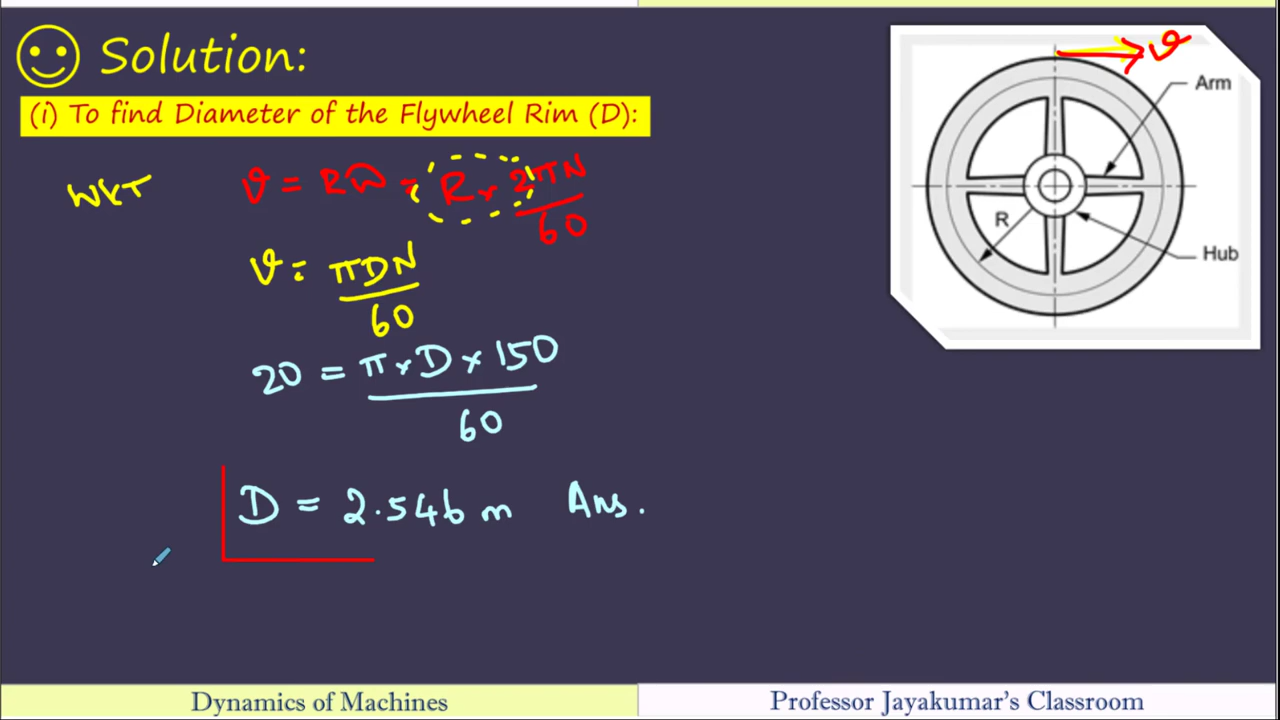 Solution:
(i) To find Diameter of the Flywheel Rim (D):
WKT v = Rω = R × 2πN/60
v = πDN/60
20 = π × D × 150/60
D = 2.546 m Ans.
v
Arm
R
Hub
Dynamics of Machines
Professor Jayakumar's Classroom